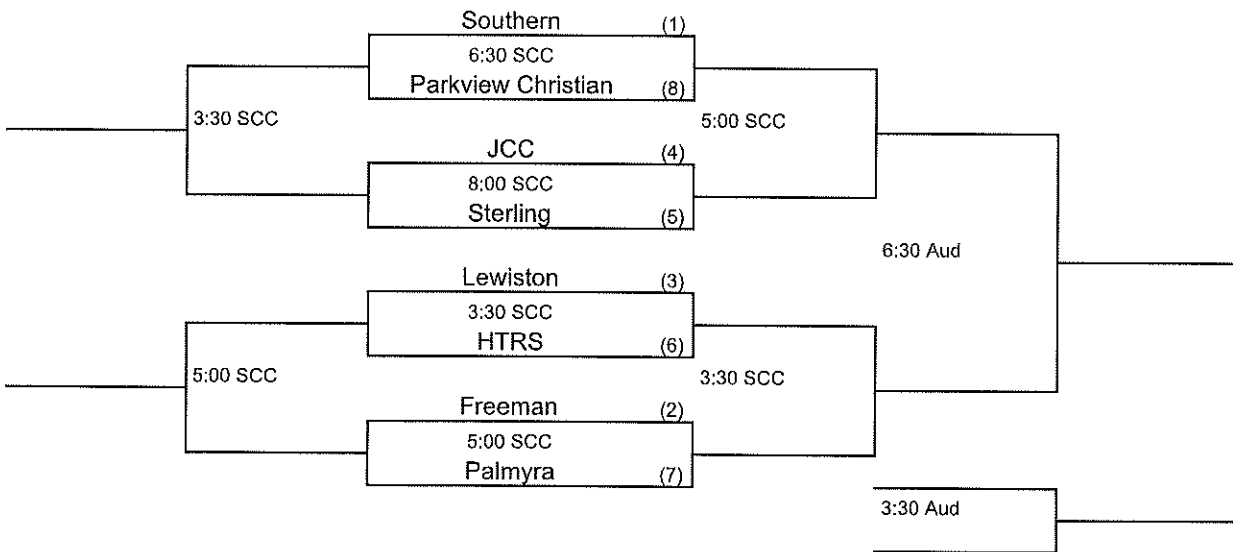 Southern (1)
6:30 SCC
Parkview Christian (8)
3:30 SCC
5:00 SCC
JCC (4)
8:00 SCC
Sterling (5)
6:30 Aud
Lewiston (3)
3:30 SCC
HTRS (6)
5:00 SCC
3:30 SCC
Freeman (2)
5:00 SCC
Palmyra (7)
3:30 Aud